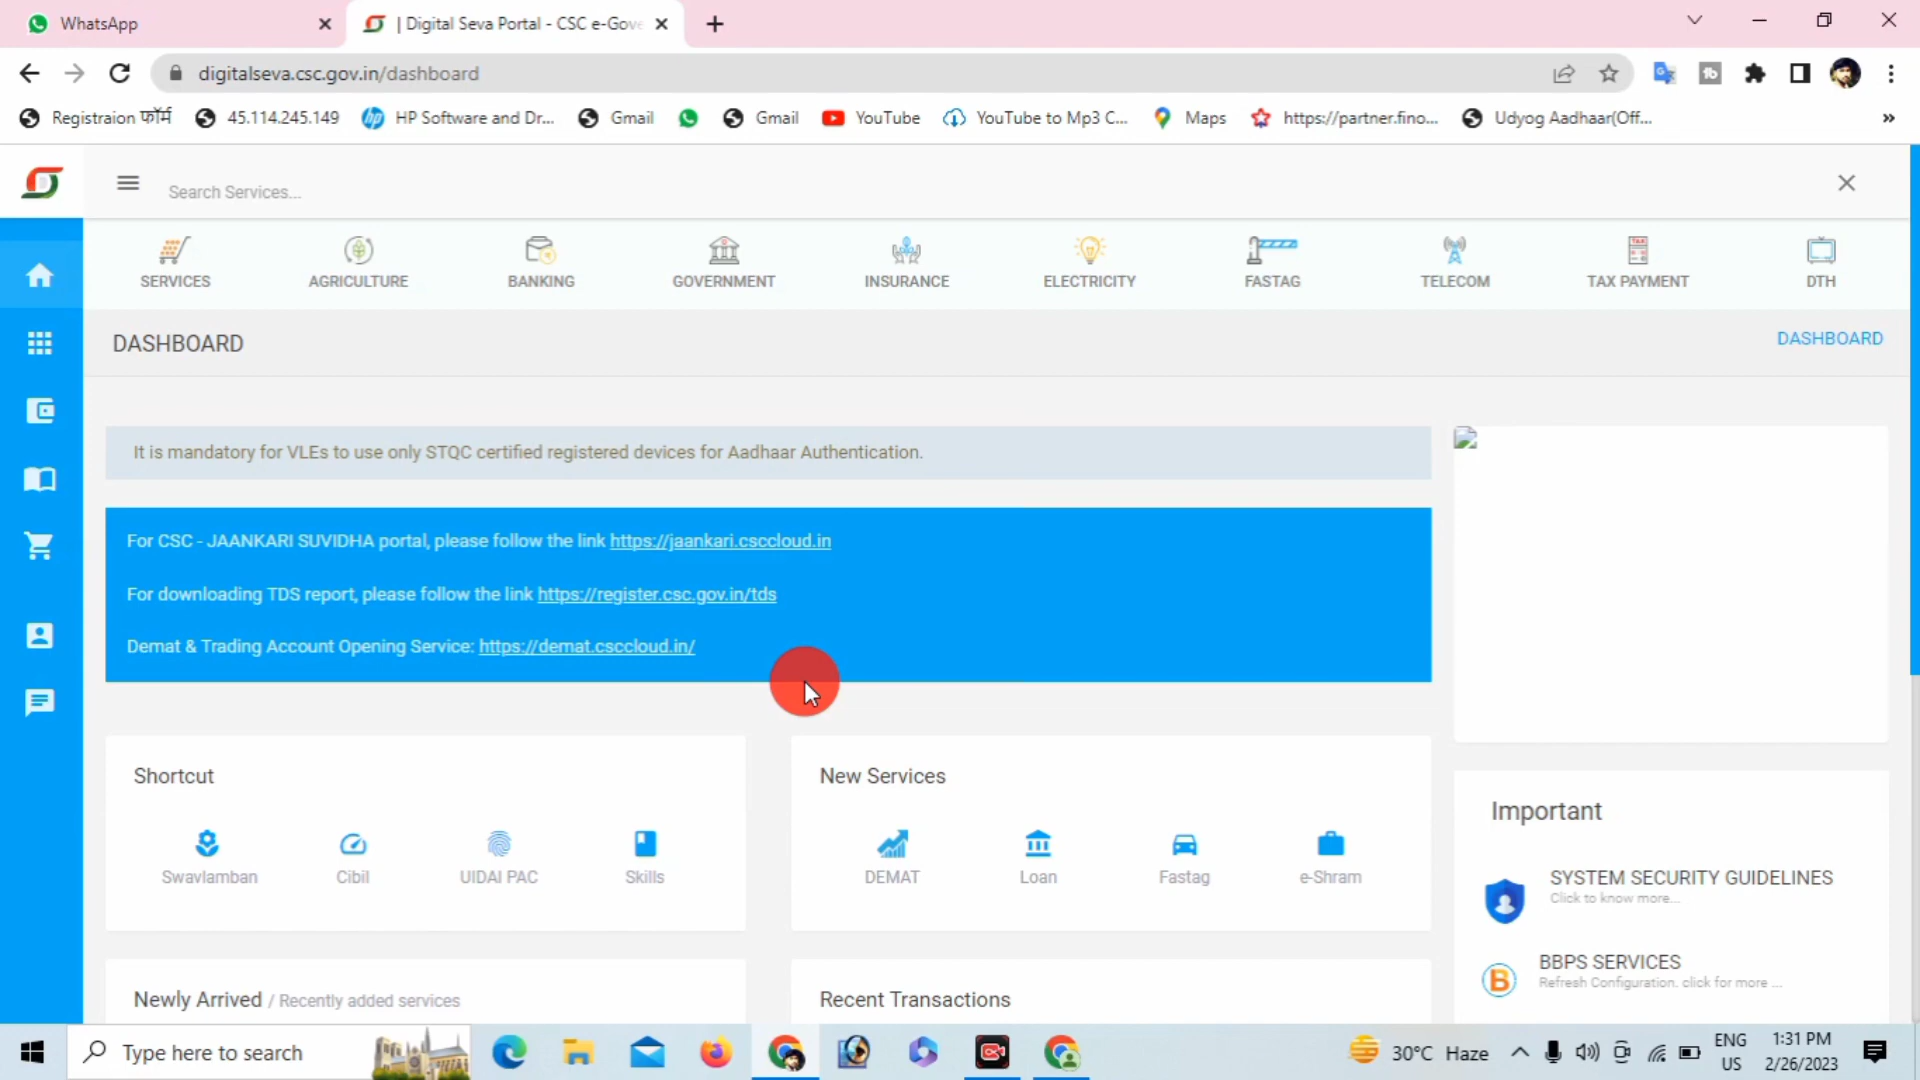 WhatsApp
| Digital Seva Portal - CSC e-Gove
digitalseva.csc.gov.in/dashboard
Registraion फॉर्म
45.114.245.149
HP Software and Dr...
Gmail
Gmail
YouTube
YouTube to Mp3 C...
Maps
https://partner.fino...
Udyog Aadhaar(Off...
»
Search Services...
SERVICES
AGRICULTURE
BANKING
GOVERNMENT
INSURANCE
ELECTRICITY
FASTAG
TELECOM
TAX PAYMENT
DTH
DASHBOARD
DASHBOARD
It is mandatory for VLEs to use only STQC certified registered devices for Aadhaar Authentication.
For CSC - JAANKARI SUVIDHA portal, please follow the link https://jaankari.csccloud.in
For downloading TDS report, please follow the link https://register.csc.gov.in/tds
Demat & Trading Account Opening Service: https://demat.csccloud.in/
Shortcut
Swavlamban
Cibil
UIDAI PAC
Skills
New Services
DEMAT
Loan
Fastag
e-Shram
Important
SYSTEM SECURITY GUIDELINES
Click to know more...
BBPS SERVICES
Refresh Configuration. click for more ...
Newly Arrived / Recently added services
Recent Transactions
Type here to search
30°C Haze
ENG
US
1:31 PM
2/26/2023